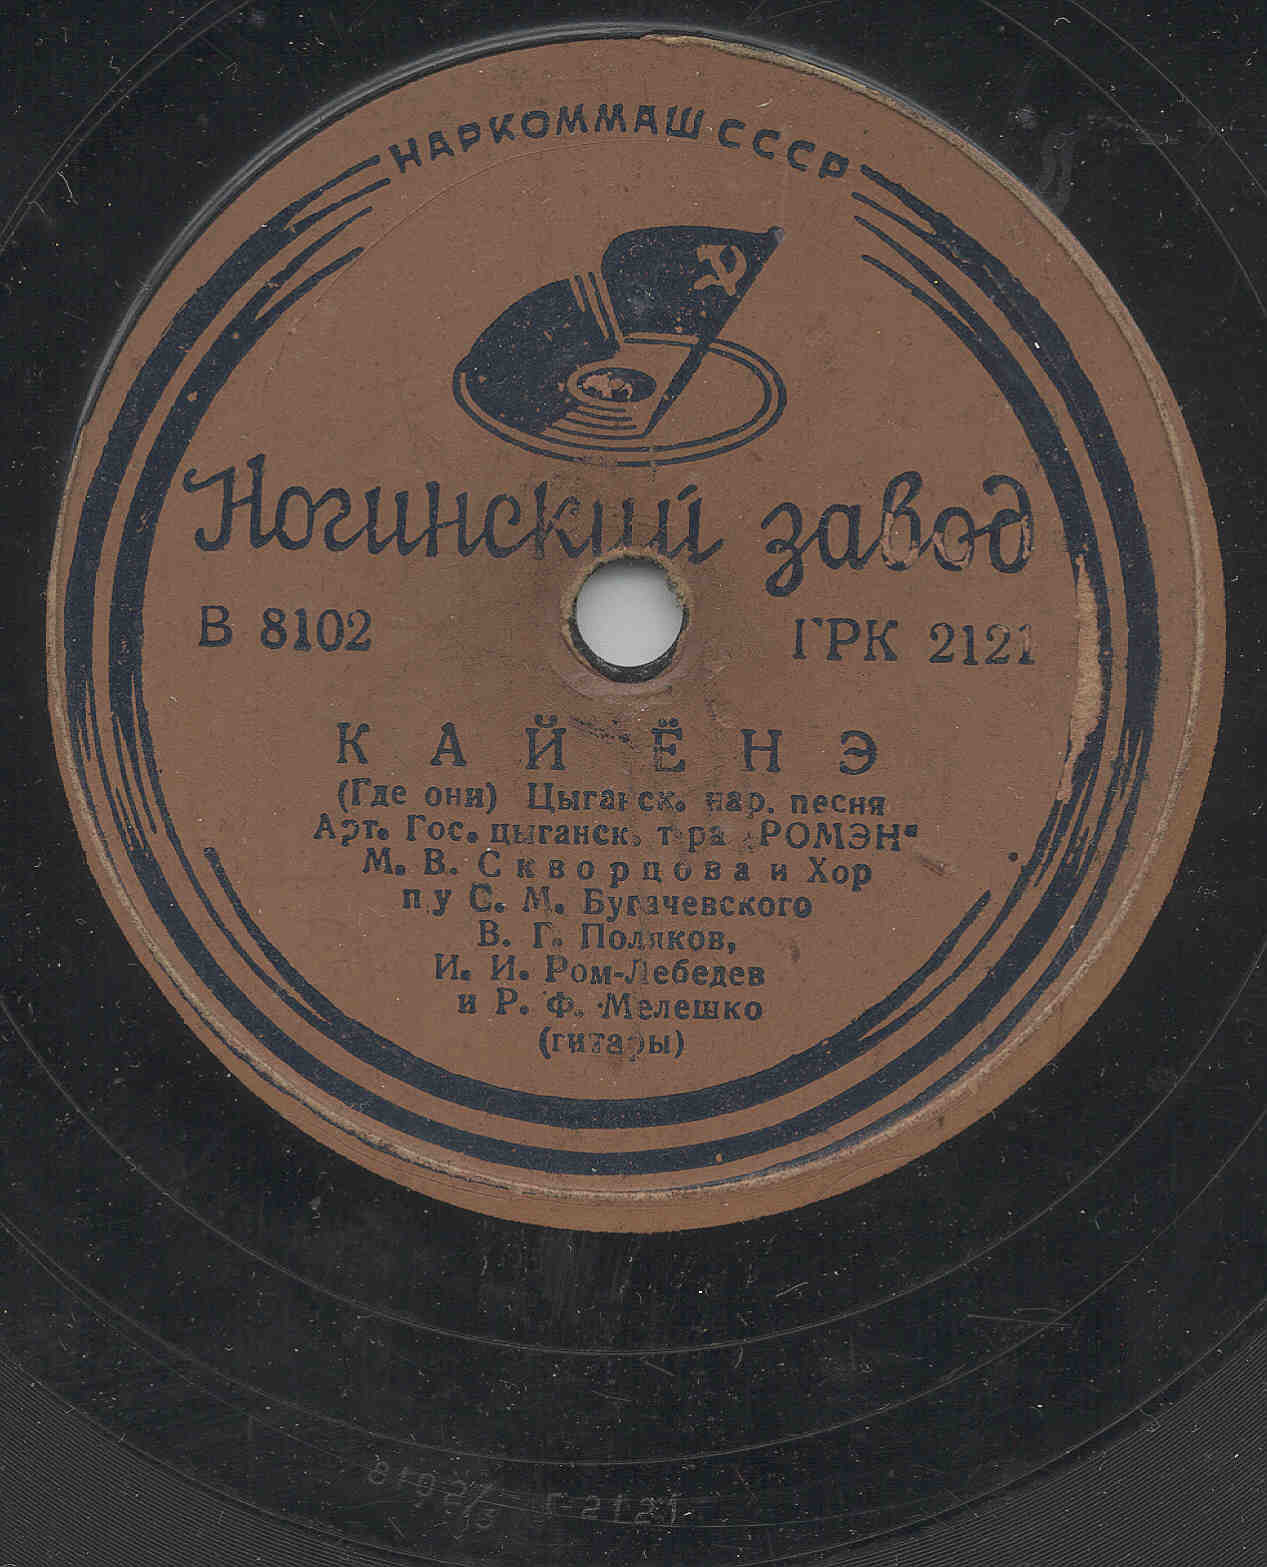 НАРКОММАШ СССР
Ногинский завод
В 8102
ГРК 2121
КАЙЁНЭ
(Где они) Цыганск. нар. песня
Арт. Гос. цыганск. т-ра „РОМЭН"
М. В. Скворцова и Хор
п/у С. М. Бугачевского
В. Г. Поляков,
И. И. Ром-Лебедев
и Р. Ф. Мелешко
(гитары)
Г-2121